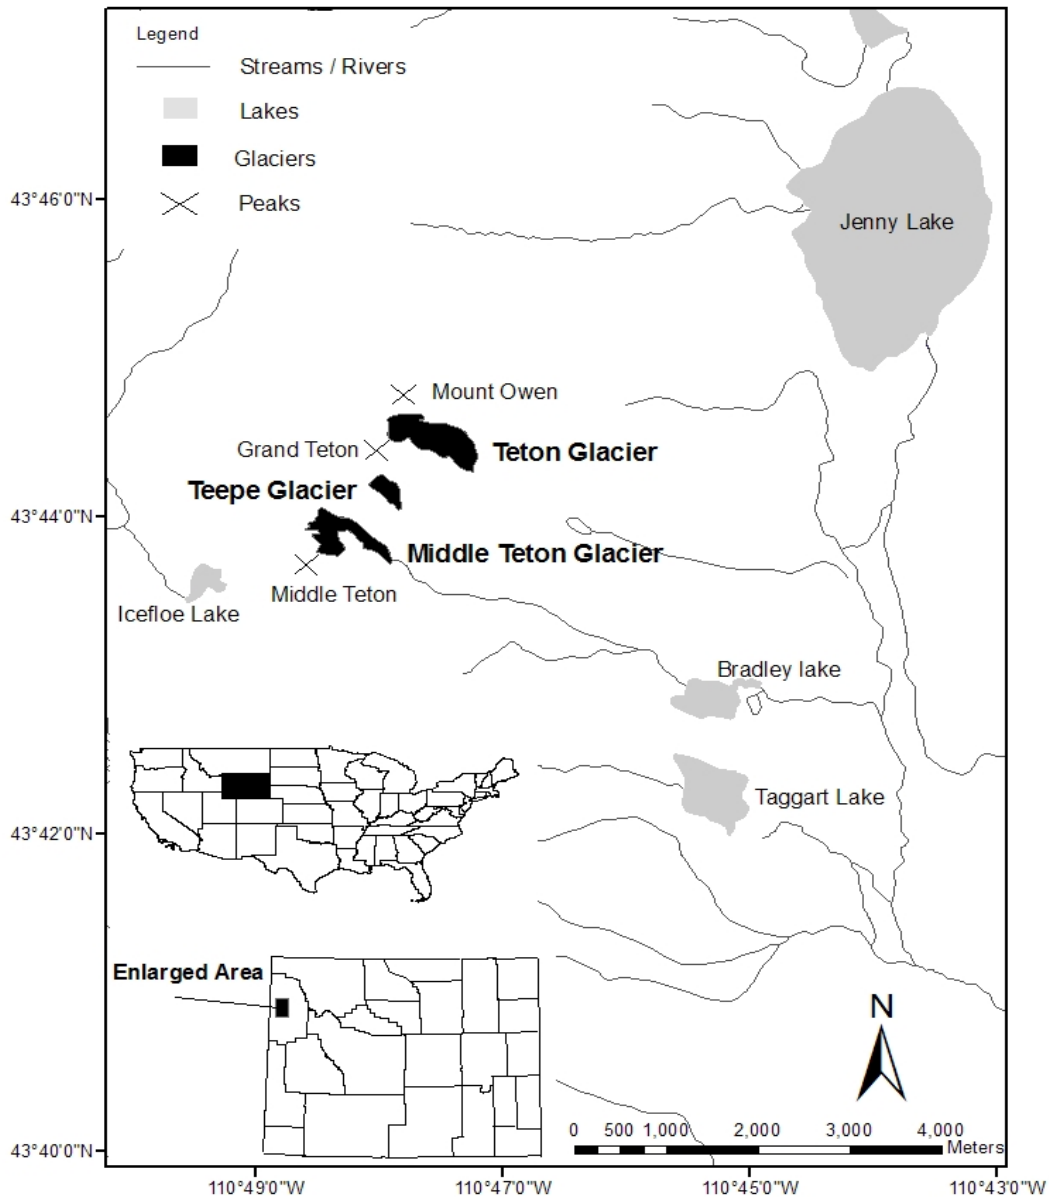 Legend
Streams / Rivers
Lakes
Glaciers
Peaks
43°46'0"N
Jenny Lake
Mount Owen
Grand Teton
Teton Glacier
Teepe Glacier
43°44'0"N
Middle Teton Glacier
Middle Teton
Icefloe Lake
Bradley lake
Taggart Lake
43°42'0"N
Enlarged Area
N
0 500 1,000 2,000 3,000 4,000
Meters
43°40'0"N
110°49'0"W 110°47'0"W 110°45'0"W 110°43'0"W